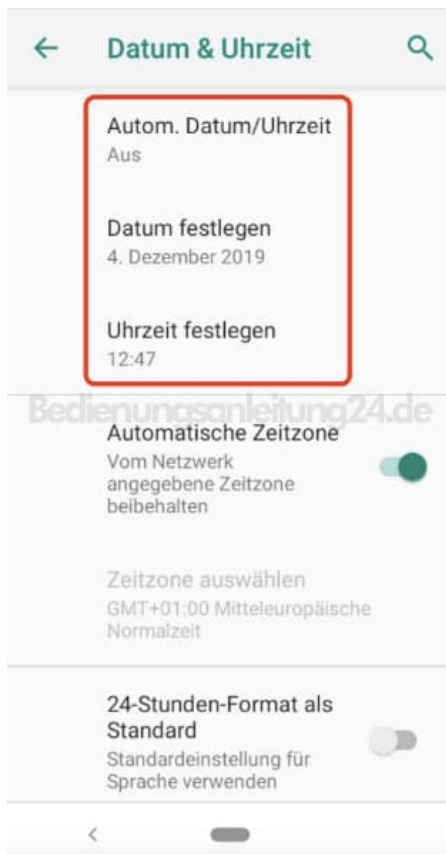 Datum & Uhrzeit
Autom. Datum/Uhrzeit
Aus
Datum festlegen
4. Dezember 2019
Uhrzeit festlegen
12:47
Bedienungsanleitung24.de
Automatische Zeitzone
Vom Netzwerk
angegebene Zeitzone
beibehalten
Zeitzone auswählen
GMT+01:00 Mitteleuropäische
Normalzeit
24-Stunden-Format als
Standard
Standardeinstellung für
Sprache verwenden